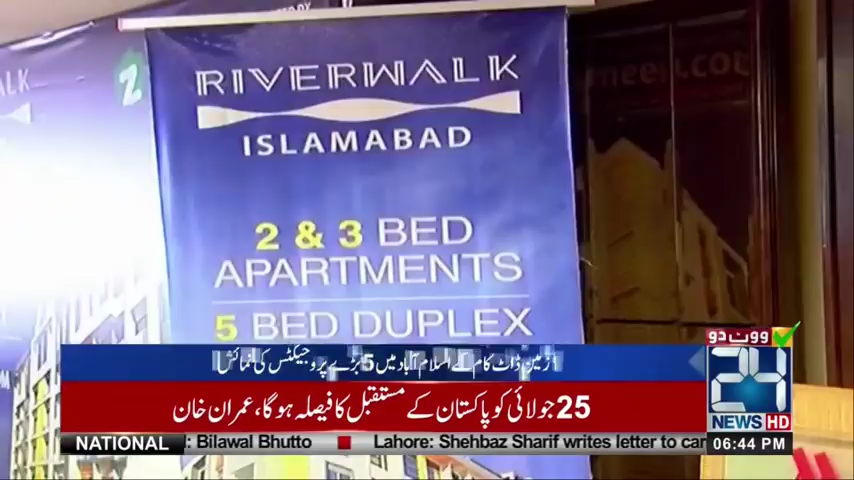 RIVERWALK
ISLAMABAD
2 & 3 BED
APARTMENTS
5 BED DUPLEX
ووٹ دو
24
NEWS HD
زمین ڈاٹ کام کے اسلام آباد میں 5 بڑے پروجیکٹس کی نمائش
25 جولائی کو پاکستان کے مستقبل کا فیصلہ ہوگا، عمران خان
NATIONAL : Bilawal Bhutto Lahore: Shehbaz Sharif writes letter to car
06:44 PM